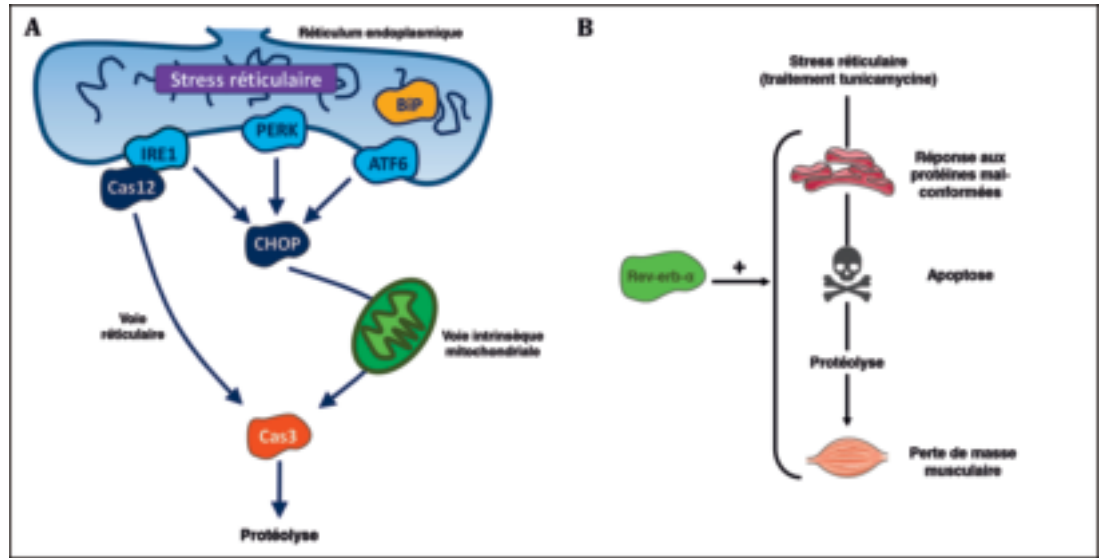 A
Réticulum endoplasmique
Stress réticulaire
BiP
PERK
IRE1
ATF6
Cas12
CHOP
Voie
réticulaire
Voie intrinsèque
mitochondriale
Cas3
Protéolyse
B
Stress réticulaire
(traitement tunicamycine)
Réponse aux
protéines mal-
conformées
Rev-erb-α
+
Apoptose
Protéolyse
Perte de masse
musculaire